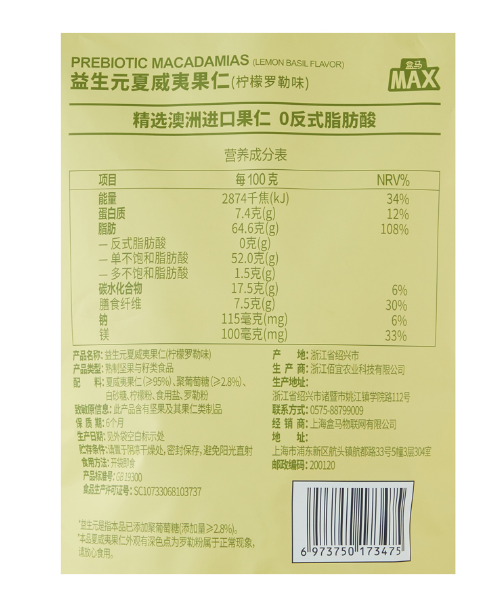 PREBIOTIC MACADAMIAS (LEMON BASIL FLAVOR)
益生元夏威夷果仁(柠檬罗勒味)
盒马
MAX
精选澳洲进口果仁 0反式脂肪酸
营养成分表
项目 每100克 NRV%
能量 2874千焦(kJ) 34%
蛋白质 7.4克(g) 12%
脂肪 64.6克(g) 108%
— 反式脂肪酸 0克(g)
— 单不饱和脂肪酸 52.0克(g)
— 多不饱和脂肪酸 1.5克(g)
碳水化合物 17.5克(g) 6%
膳食纤维 7.5克(g) 30%
钠 115毫克(mg) 6%
镁 100毫克(mg) 33%
产品名称: 益生元夏威夷果仁(柠檬罗勒味)
产品类型: 熟制坚果与籽类食品
配 料: 夏威夷果仁(≥95%)、聚葡萄糖(≥2.8%)、
白砂糖、柠檬粉、食用盐、罗勒粉
致敏原信息: 此产品含有坚果及其果仁类制品
保 质 期: 6个月
生产日期: 见外袋空白标示处
贮存条件: 请置于阴凉干燥处, 密封保存, 避免阳光直射
食用方法: 开袋即食
产品标准号: GB 19300
食品生产许可证号: SC10733068103737
产 地: 浙江省绍兴市
生 产 商: 浙江佰宜农业科技有限公司
生产地址:
浙江省绍兴市诸暨市姚江镇学院路112号
联系方式: 0575-88799009
经 销 商: 上海盒马物联网有限公司
地 址:
上海市浦东新区航头镇航都路33号5幢3层304室
邮政编码: 200120
*益生元是指本品已添加聚葡萄糖(添加量≥2.8%)。
*本品夏威夷果仁外观有深色点为罗勒粉属于正常现象,
请放心食用。
6 973750 173475